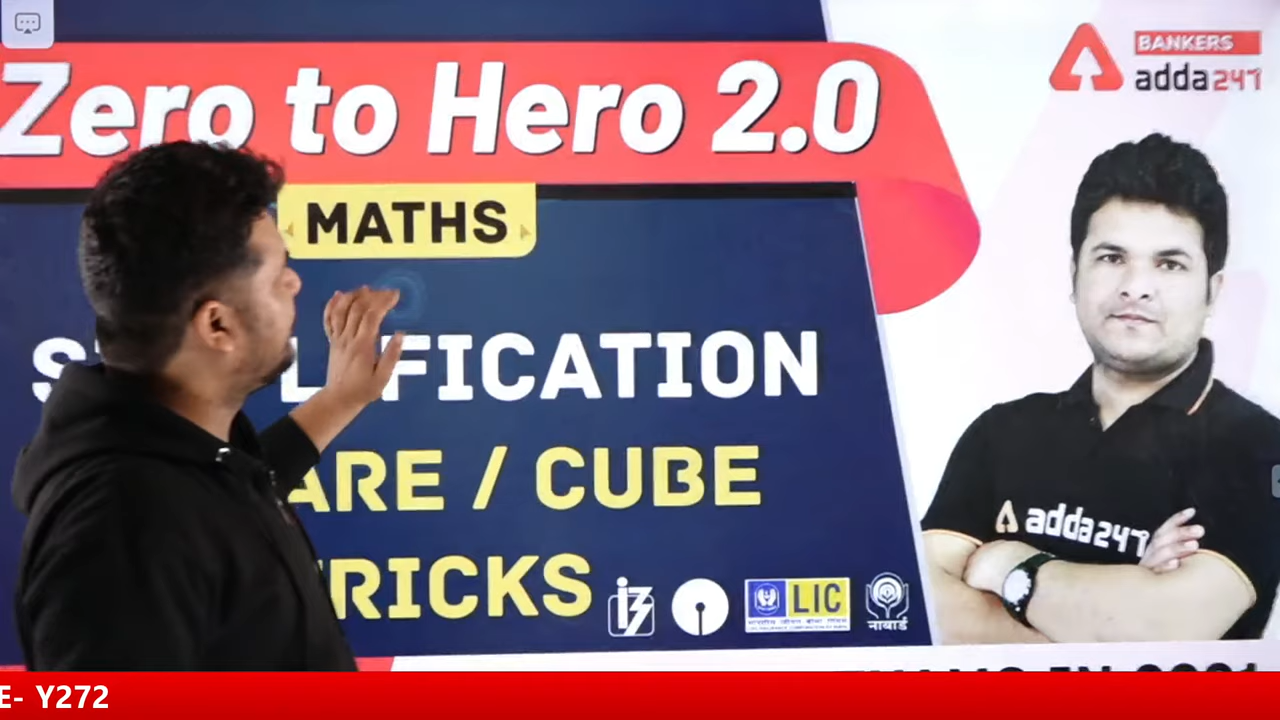 BANKERS
adda247
Zero to Hero 2.0
MATHS
FICATION
ARE / CUBE
RICKS
LIC
नाबार्ड
adda247
E- Y272